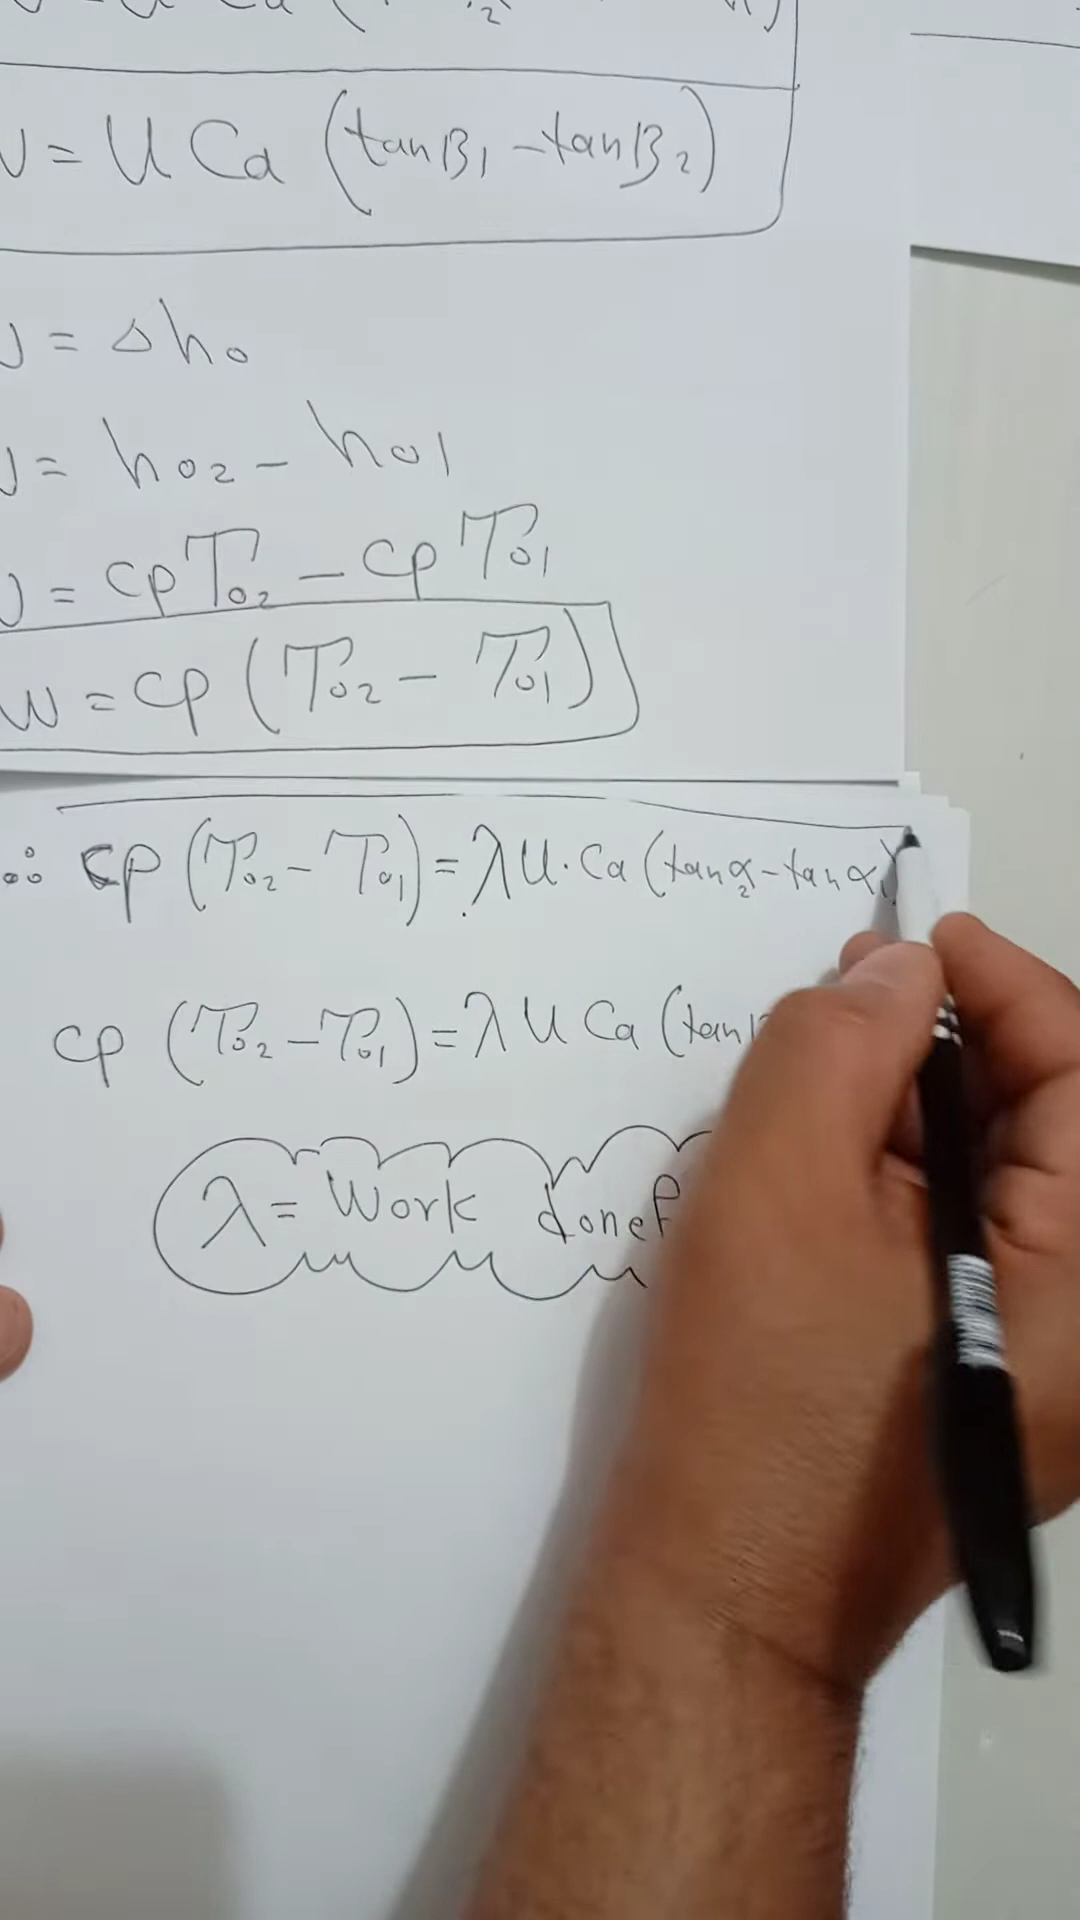 W = U Ca (tanβ₁ - tanβ₂)
= Δh₀
= h₀₂ - h₀₁
= cpT₀₂ - cpT₀₁
W = cp (T₀₂ - T₀₁)
∴ cp (T₀₂ - T₀₁) = λU·Ca (tanα₂ - tanα₁)
cp (T₀₂ - T₀₁) = λ U Ca (tan
λ = Work done